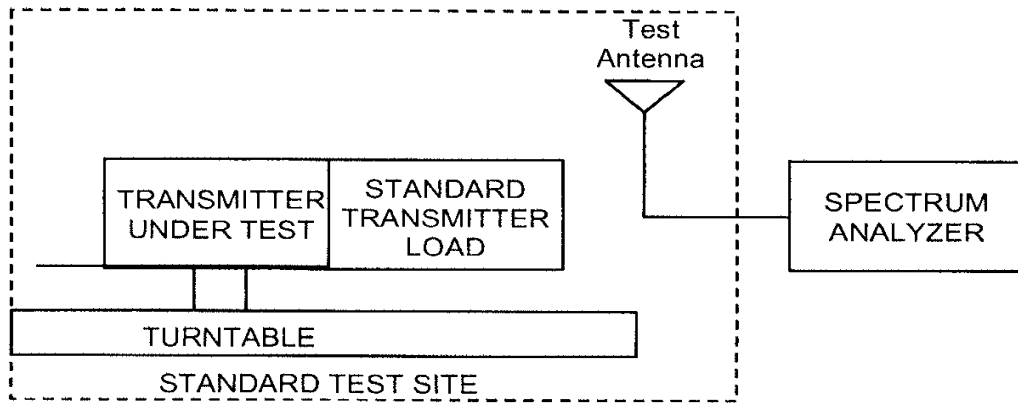 Test
Antenna
TRANSMITTER
UNDER TEST
STANDARD
TRANSMITTER
LOAD
SPECTRUM
ANALYZER
TURNTABLE
STANDARD TEST SITE